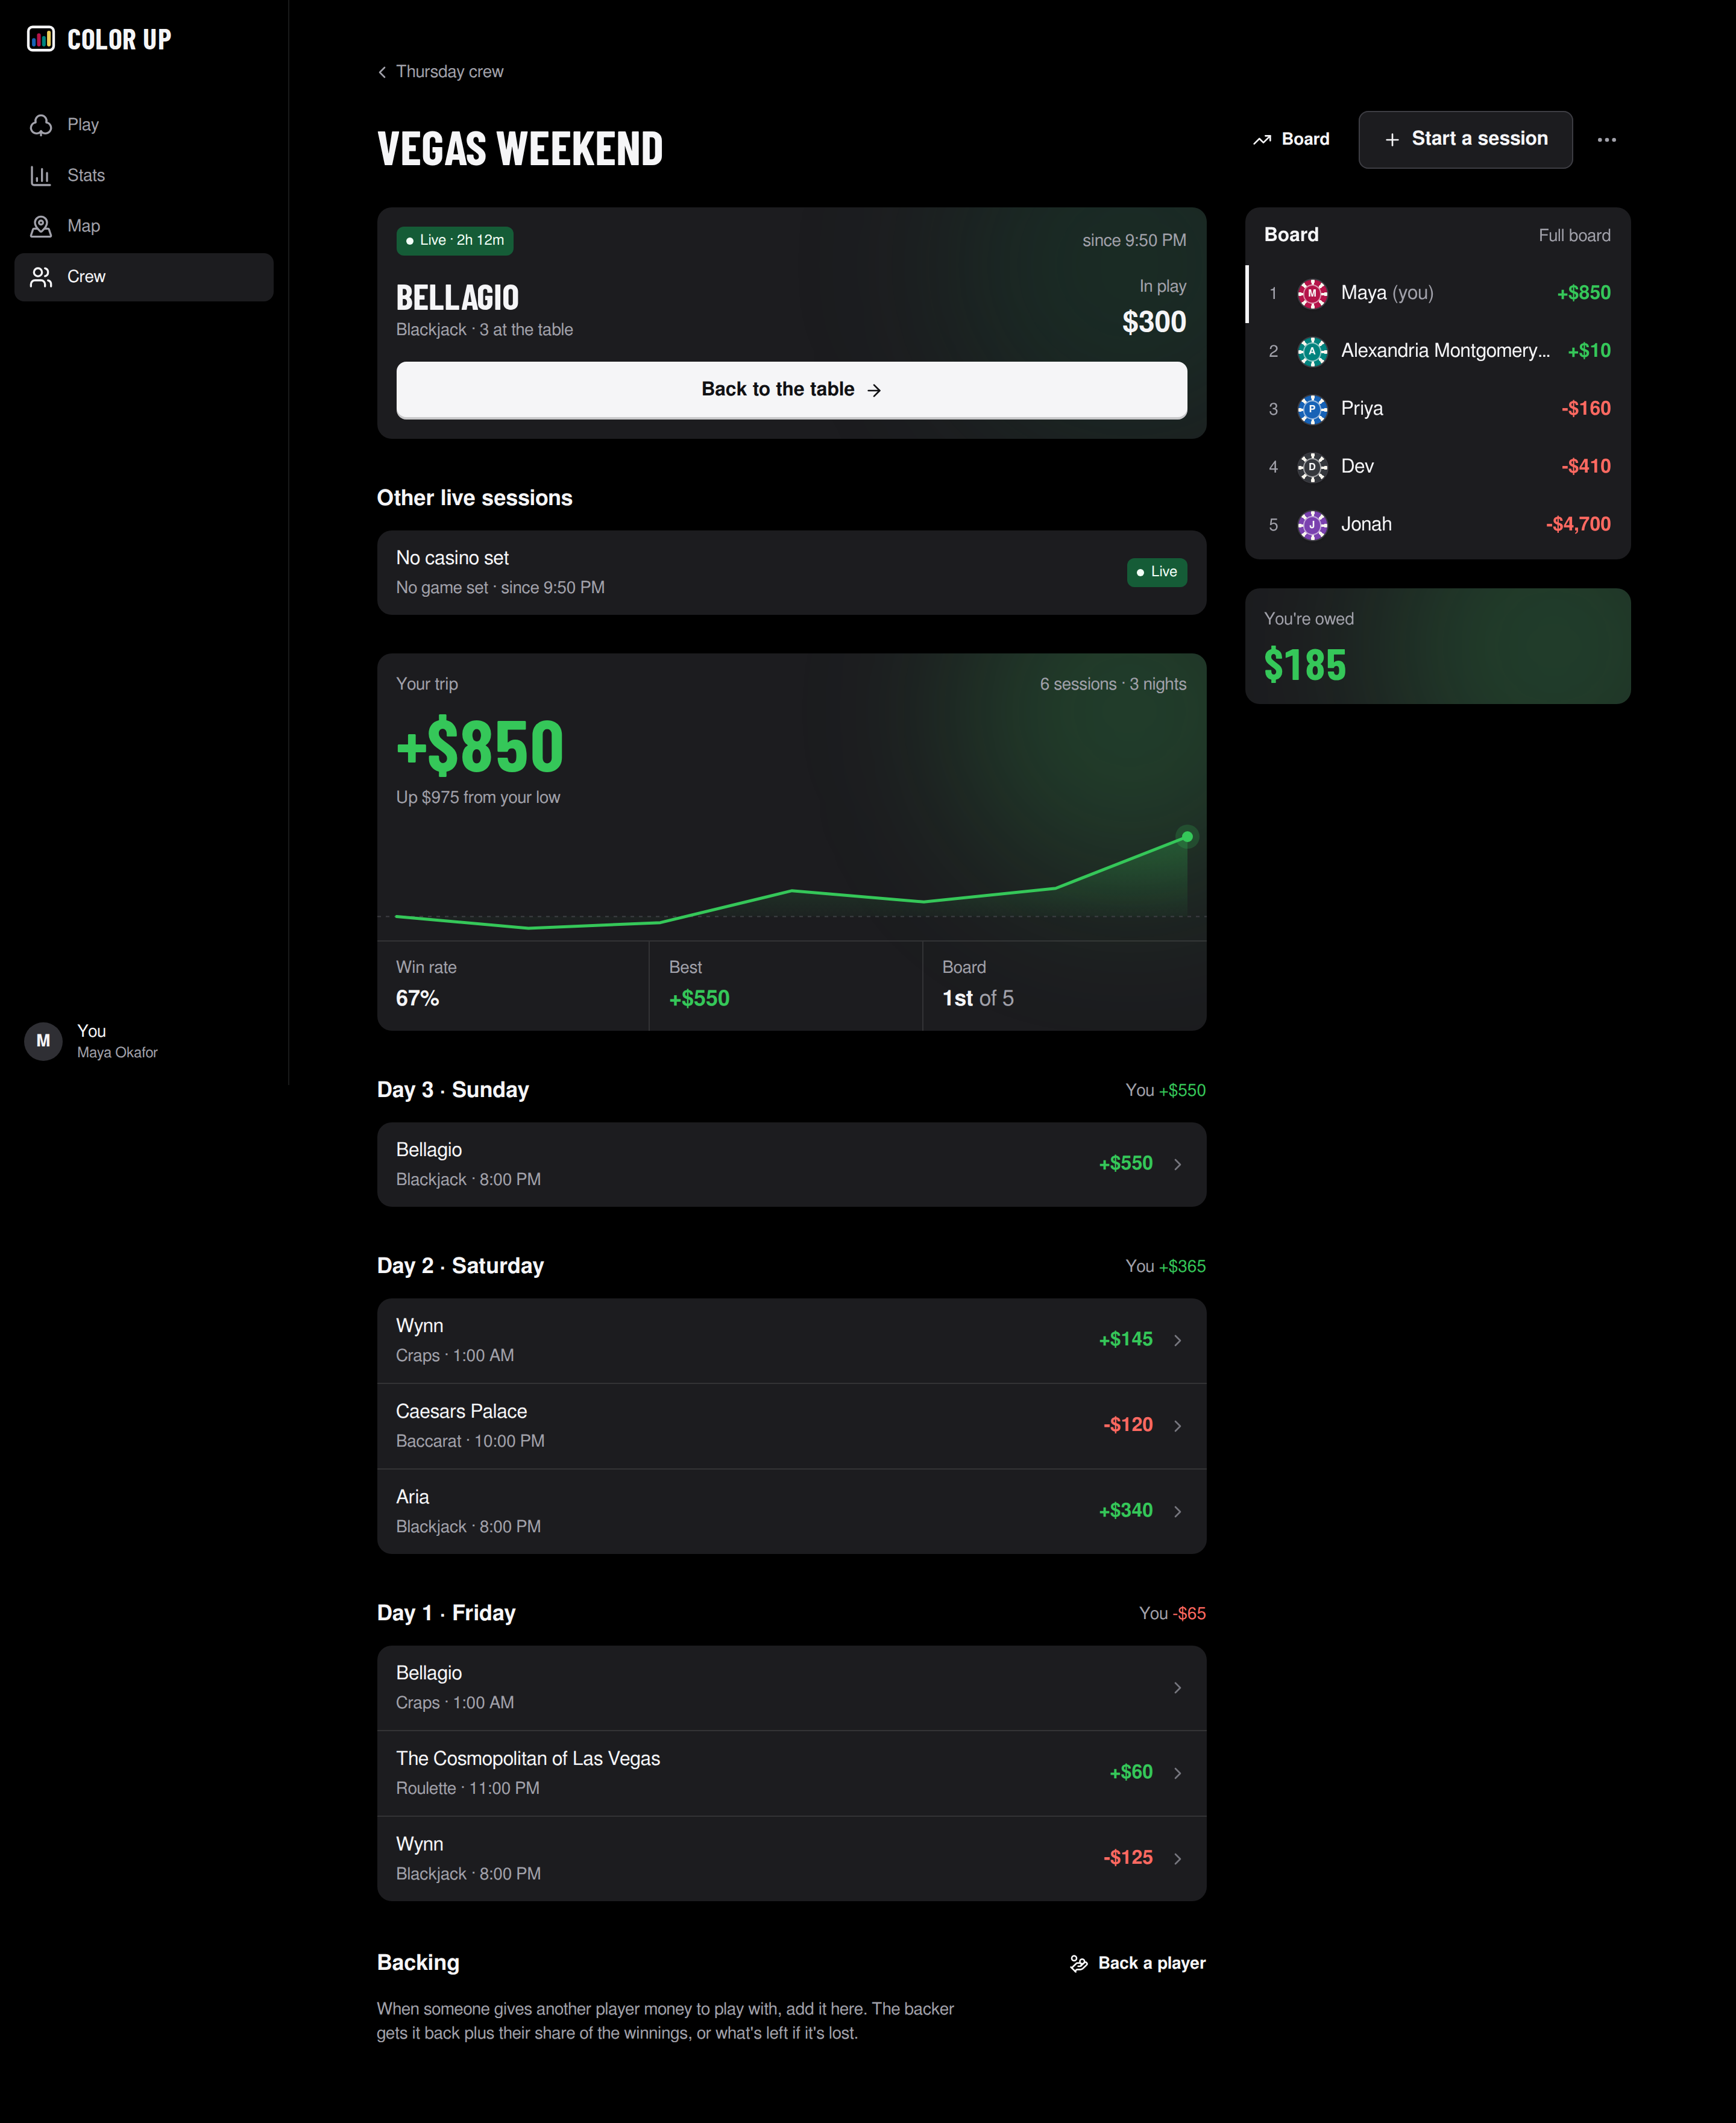 COLOR UP
Play
Stats
Map
Crew
M
You
Maya Okafor
Thursday crew
VEGAS WEEKEND
Board
Start a session
Live · 2h 12m
since 9:50 PM
BELLAGIO
Blackjack · 3 at the table
In play
$300
Back to the table
Other live sessions
No casino set
No game set · since 9:50 PM
Live
Your trip
6 sessions · 3 nights
+$850
Up $975 from your low
Win rate
67%
Best
+$550
Board
1st of 5
Day 3 · Sunday
You +$550
Bellagio
Blackjack · 8:00 PM
+$550
Day 2 · Saturday
You +$365
Wynn
Craps · 1:00 AM
+$145
Caesars Palace
Baccarat · 10:00 PM
-$120
Aria
Blackjack · 8:00 PM
+$340
Day 1 · Friday
You -$65
Bellagio
Craps · 1:00 AM
The Cosmopolitan of Las Vegas
Roulette · 11:00 PM
+$60
Wynn
Blackjack · 8:00 PM
-$125
Backing
Back a player
When someone gives another player money to play with, add it here. The backer
gets it back plus their share of the winnings, or what's left if it's lost.
Board
Full board
1 M Maya (you) +$850
2 A Alexandria Montgomery... +$10
3 P Priya -$160
4 D Dev -$410
5 J Jonah -$4,700
You're owed
$185